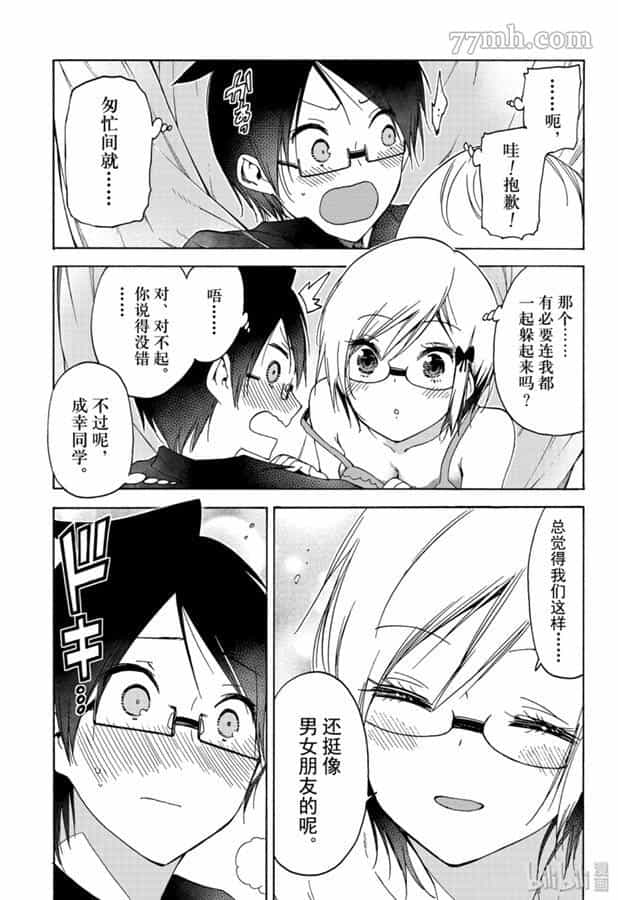 77mh.com
……呃，
哇！抱歉！
匆忙间就……
那个……
有必要连我都
一起躲起来吗？
唔
……
对、对不起。
你说得没错
……
不过呢，
成幸同学。
总觉得
我们这样
……
还挺像
男女朋友的呢。
ドキ…
bilibili
漫画